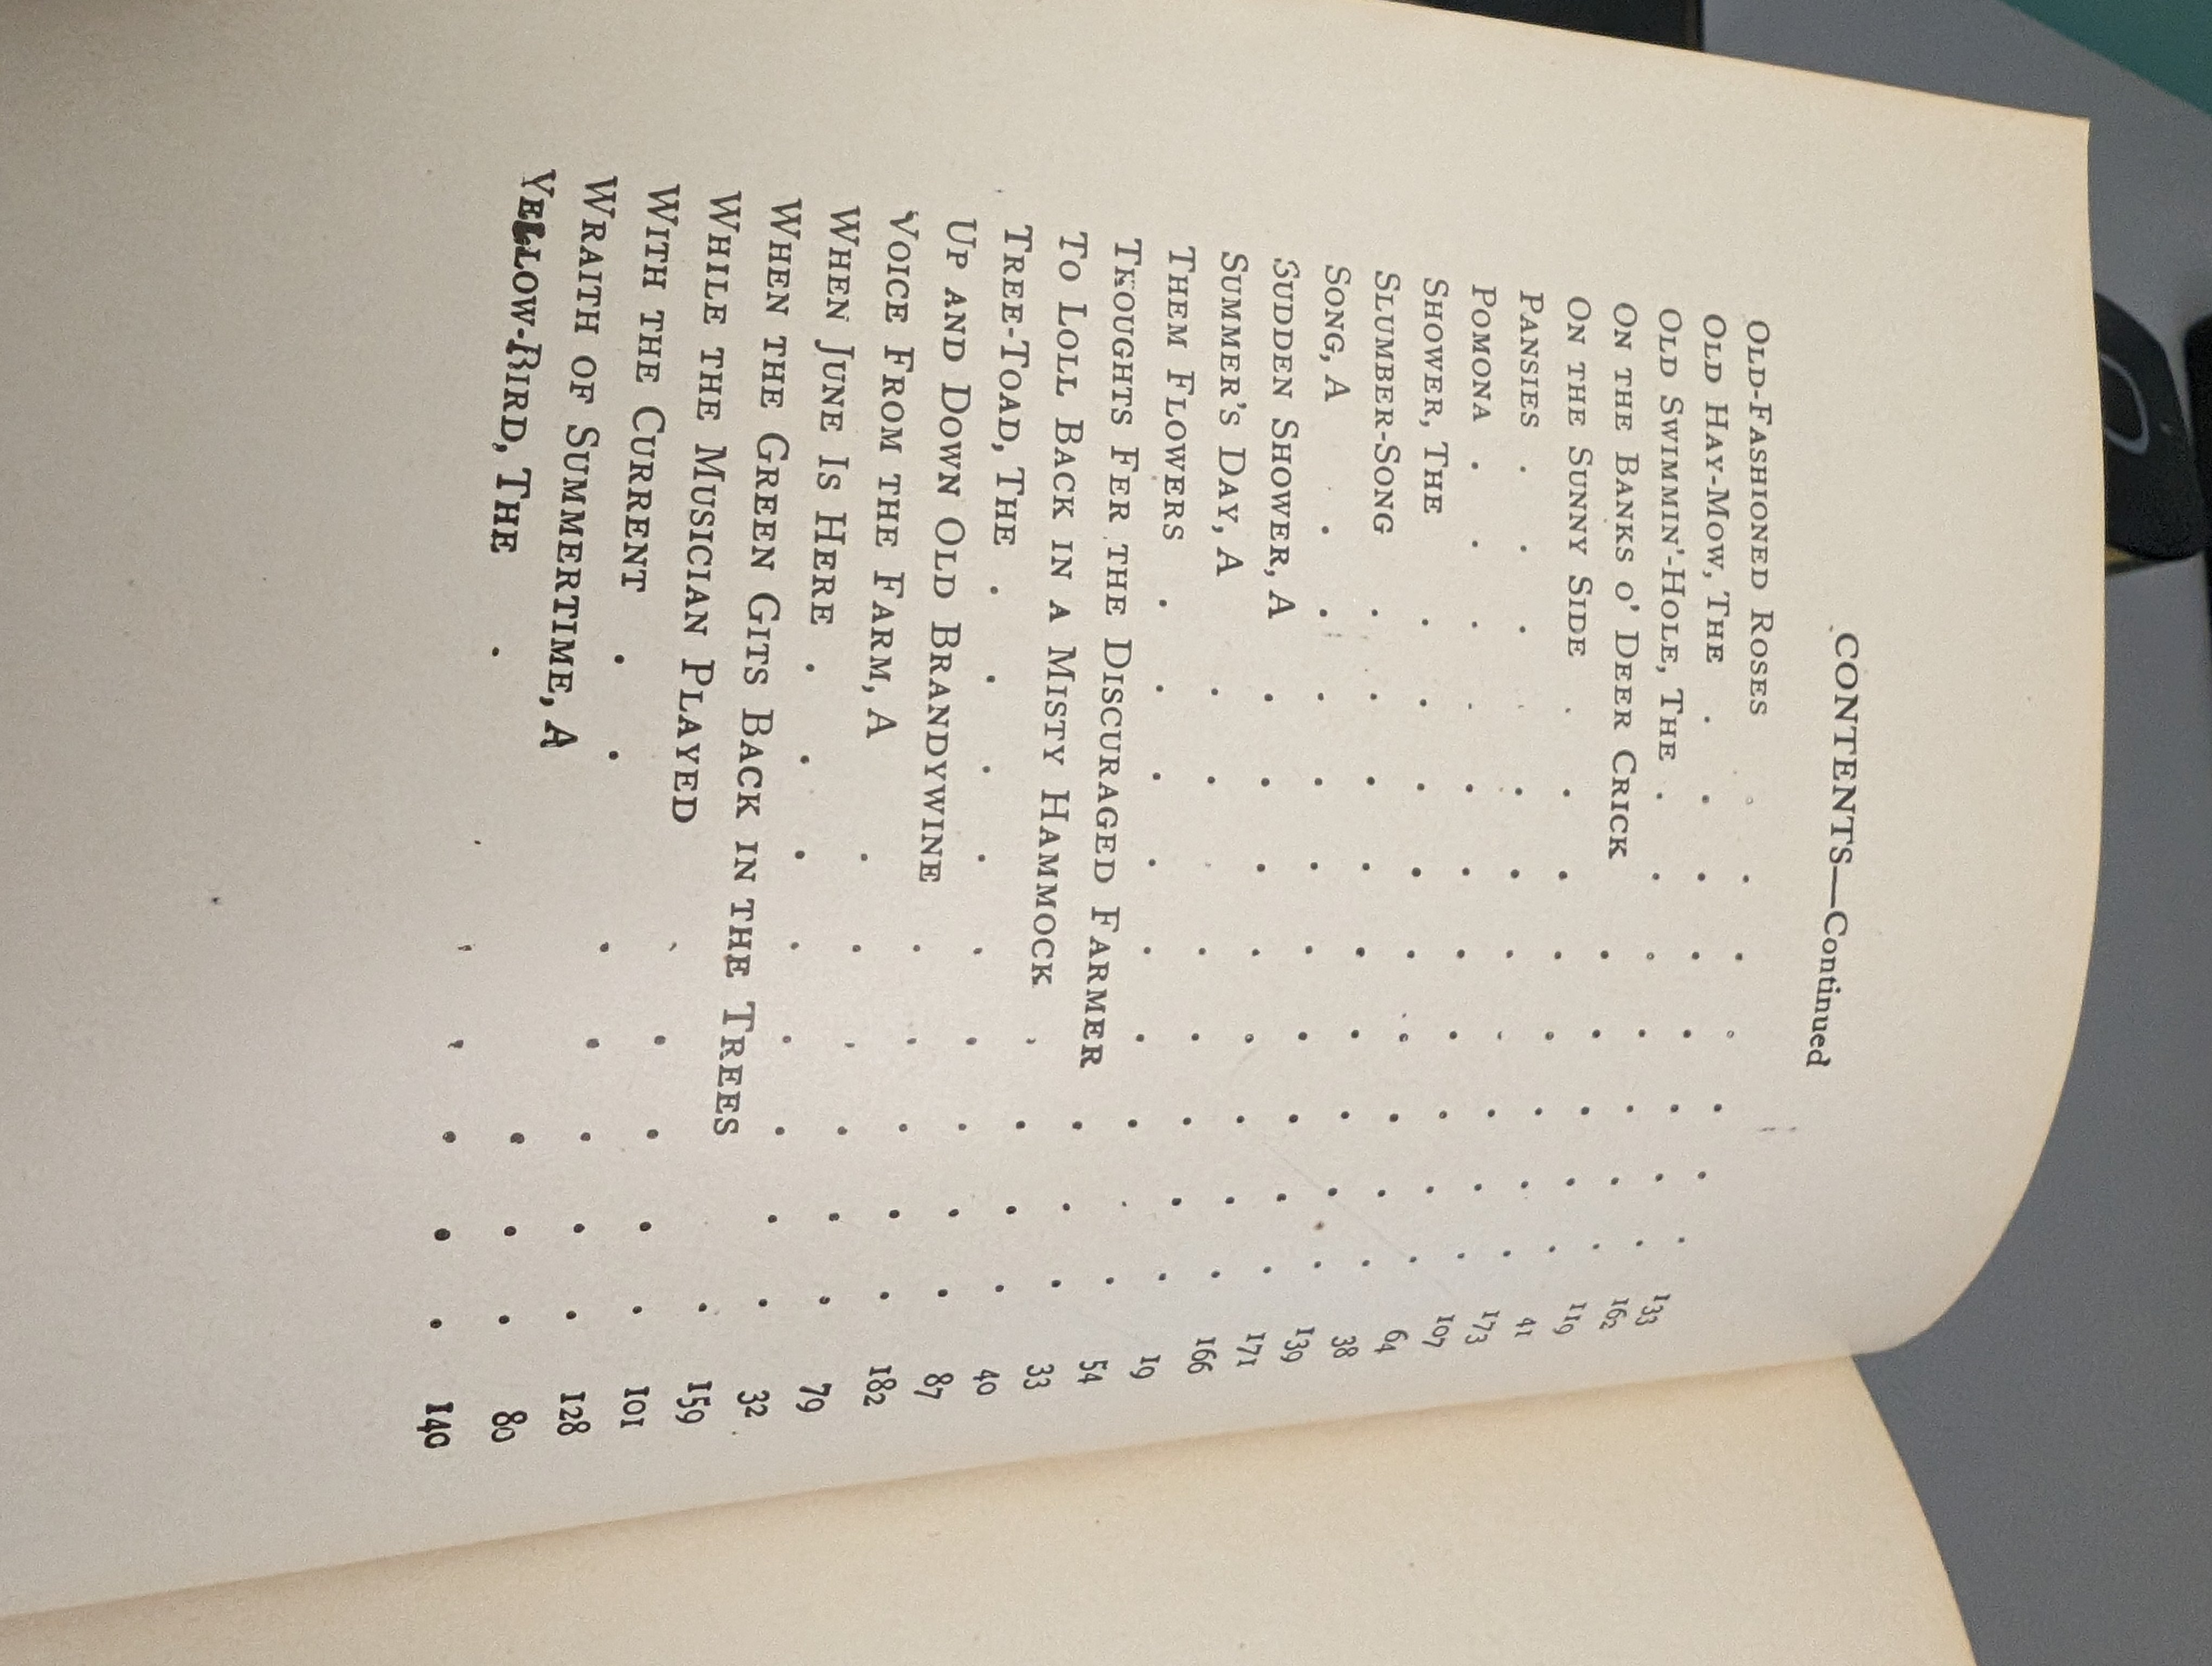 CONTENTS—Continued
OLD-FASHIONED ROSES . . . . . . . 133
OLD HAY-MOW, THE . . . . . . . . 162
OLD SWIMMIN'-HOLE, THE . . . . . . . 119
ON THE BANKS O' DEER CRICK . . . . . 41
ON THE SUNNY SIDE . . . . . . . . 173
PANSIES . . . . . . . . . . . 107
POMONA . . . . . . . . . . . 64
SHOWER, THE . . . . . . . . . 38
SLUMBER-SONG . . . . . . . . . 139
SONG, A . . . . . . . . . . 171
SUDDEN SHOWER, A . . . . . . . . 166
SUMMER'S DAY, A . . . . . . . . 19
THEM FLOWERS . . . . . . . . . 54
THOUGHTS FER THE DISCURAGED FARMER . . . 33
TO LOLL BACK IN A MISTY HAMMOCK . . . . 40
TREE-TOAD, THE . . . . . . . . . 87
UP AND DOWN OLD BRANDYWINE . . . . . 182
VOICE FROM THE FARM, A . . . . . . 79
WHEN JUNE IS HERE . . . . . . . . 32
WHEN THE GREEN GITS BACK IN THE TREES . . 159
WHILE THE MUSICIAN PLAYED . . . . . 101
WITH THE CURRENT . . . . . . . 128
WRAITH OF SUMMERTIME, A . . . . . 80
YELLOW-BIRD, THE . . . . . . . 140